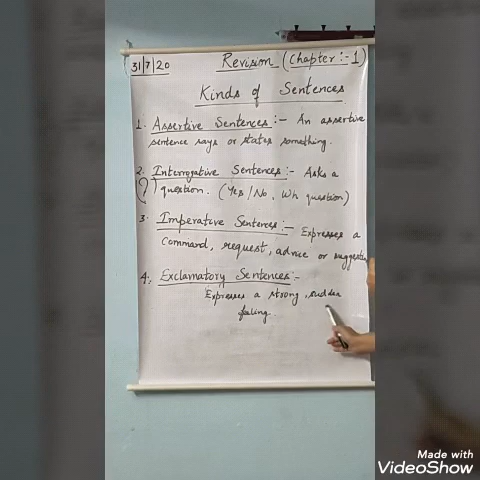 31/7/20 Revision (Chapter :- 1)
Kinds of Sentences
1. Assertive Sentences :- An assertive
sentence says or states something.
2. Interrogative Sentences :- Asks a
(?) question. (Yes/No, Wh question)
3. Imperative Sentences :- Expresses a
command, request, advice or
4. Exclamatory Sentences :-
Expresses a strong, sudden
feeling.
Made with
VideoShow